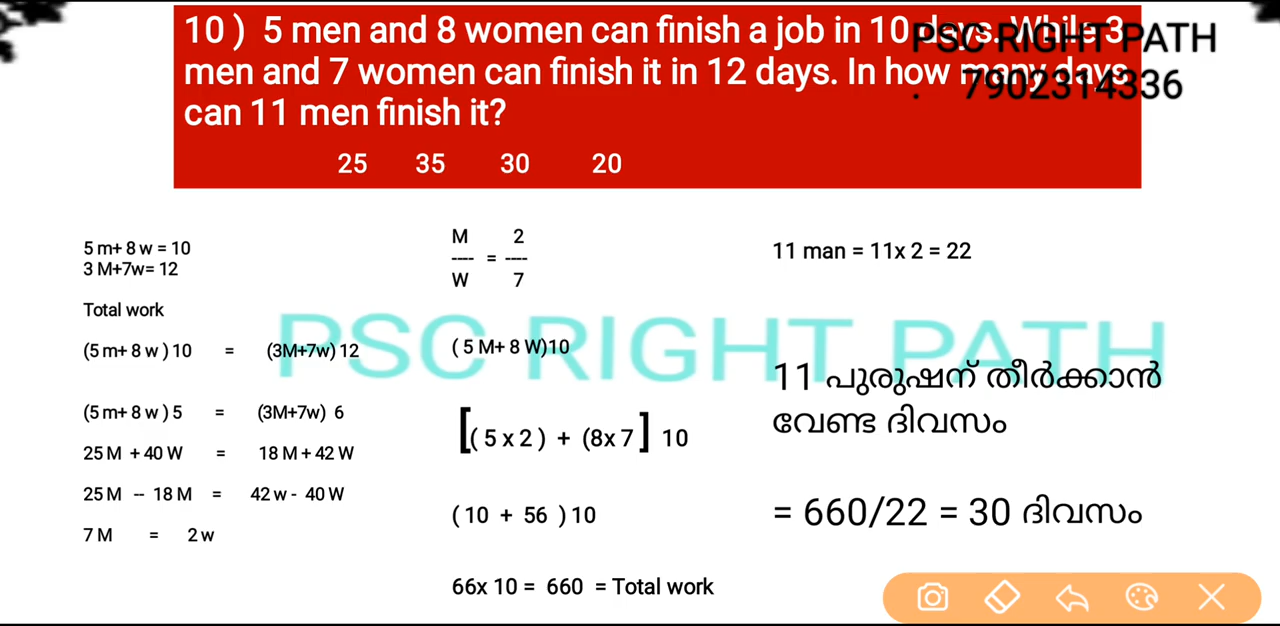 10 ) 5 men and 8 women can finish a job in 10 days. While 3
men and 7 women can finish it in 12 days. In how many days
can 11 men finish it?
PSC RIGHT PATH
. 7902314336
25 35 30 20
5 m+ 8 w = 10
3 M+7w= 12
Total work
(5 m+ 8 w ) 10 = (3M+7w) 12
(5 m+ 8 w ) 5 = (3M+7w) 6
25 M + 40 W = 18 M + 42 W
25 M -- 18 M = 42 w - 40 W
7 M = 2 w
M 2
---- = ----
W 7
( 5 M+ 8 W)10
[( 5 x 2 ) + (8x 7 ] 10
( 10 + 56 ) 10
66x 10 = 660 = Total work
11 man = 11x 2 = 22
11 പുരുഷന് തീർക്കാൻ
വേണ്ട ദിവസം
= 660/22 = 30 ദിവസം
PSC RIGHT PATH